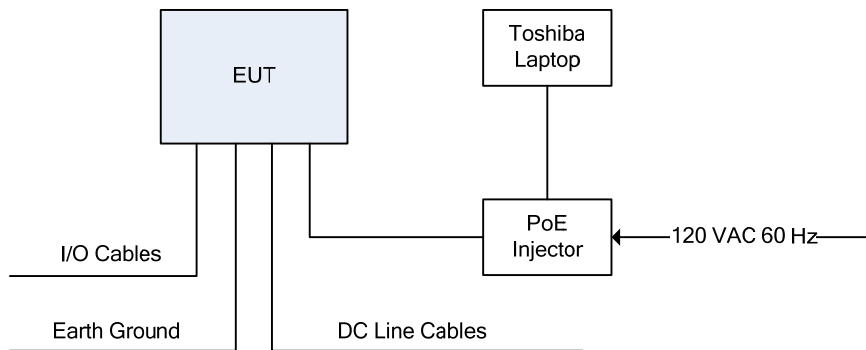 EUT
Toshiba
Laptop
PoE
Injector
120 VAC 60 Hz
I/O Cables
Earth Ground
DC Line Cables